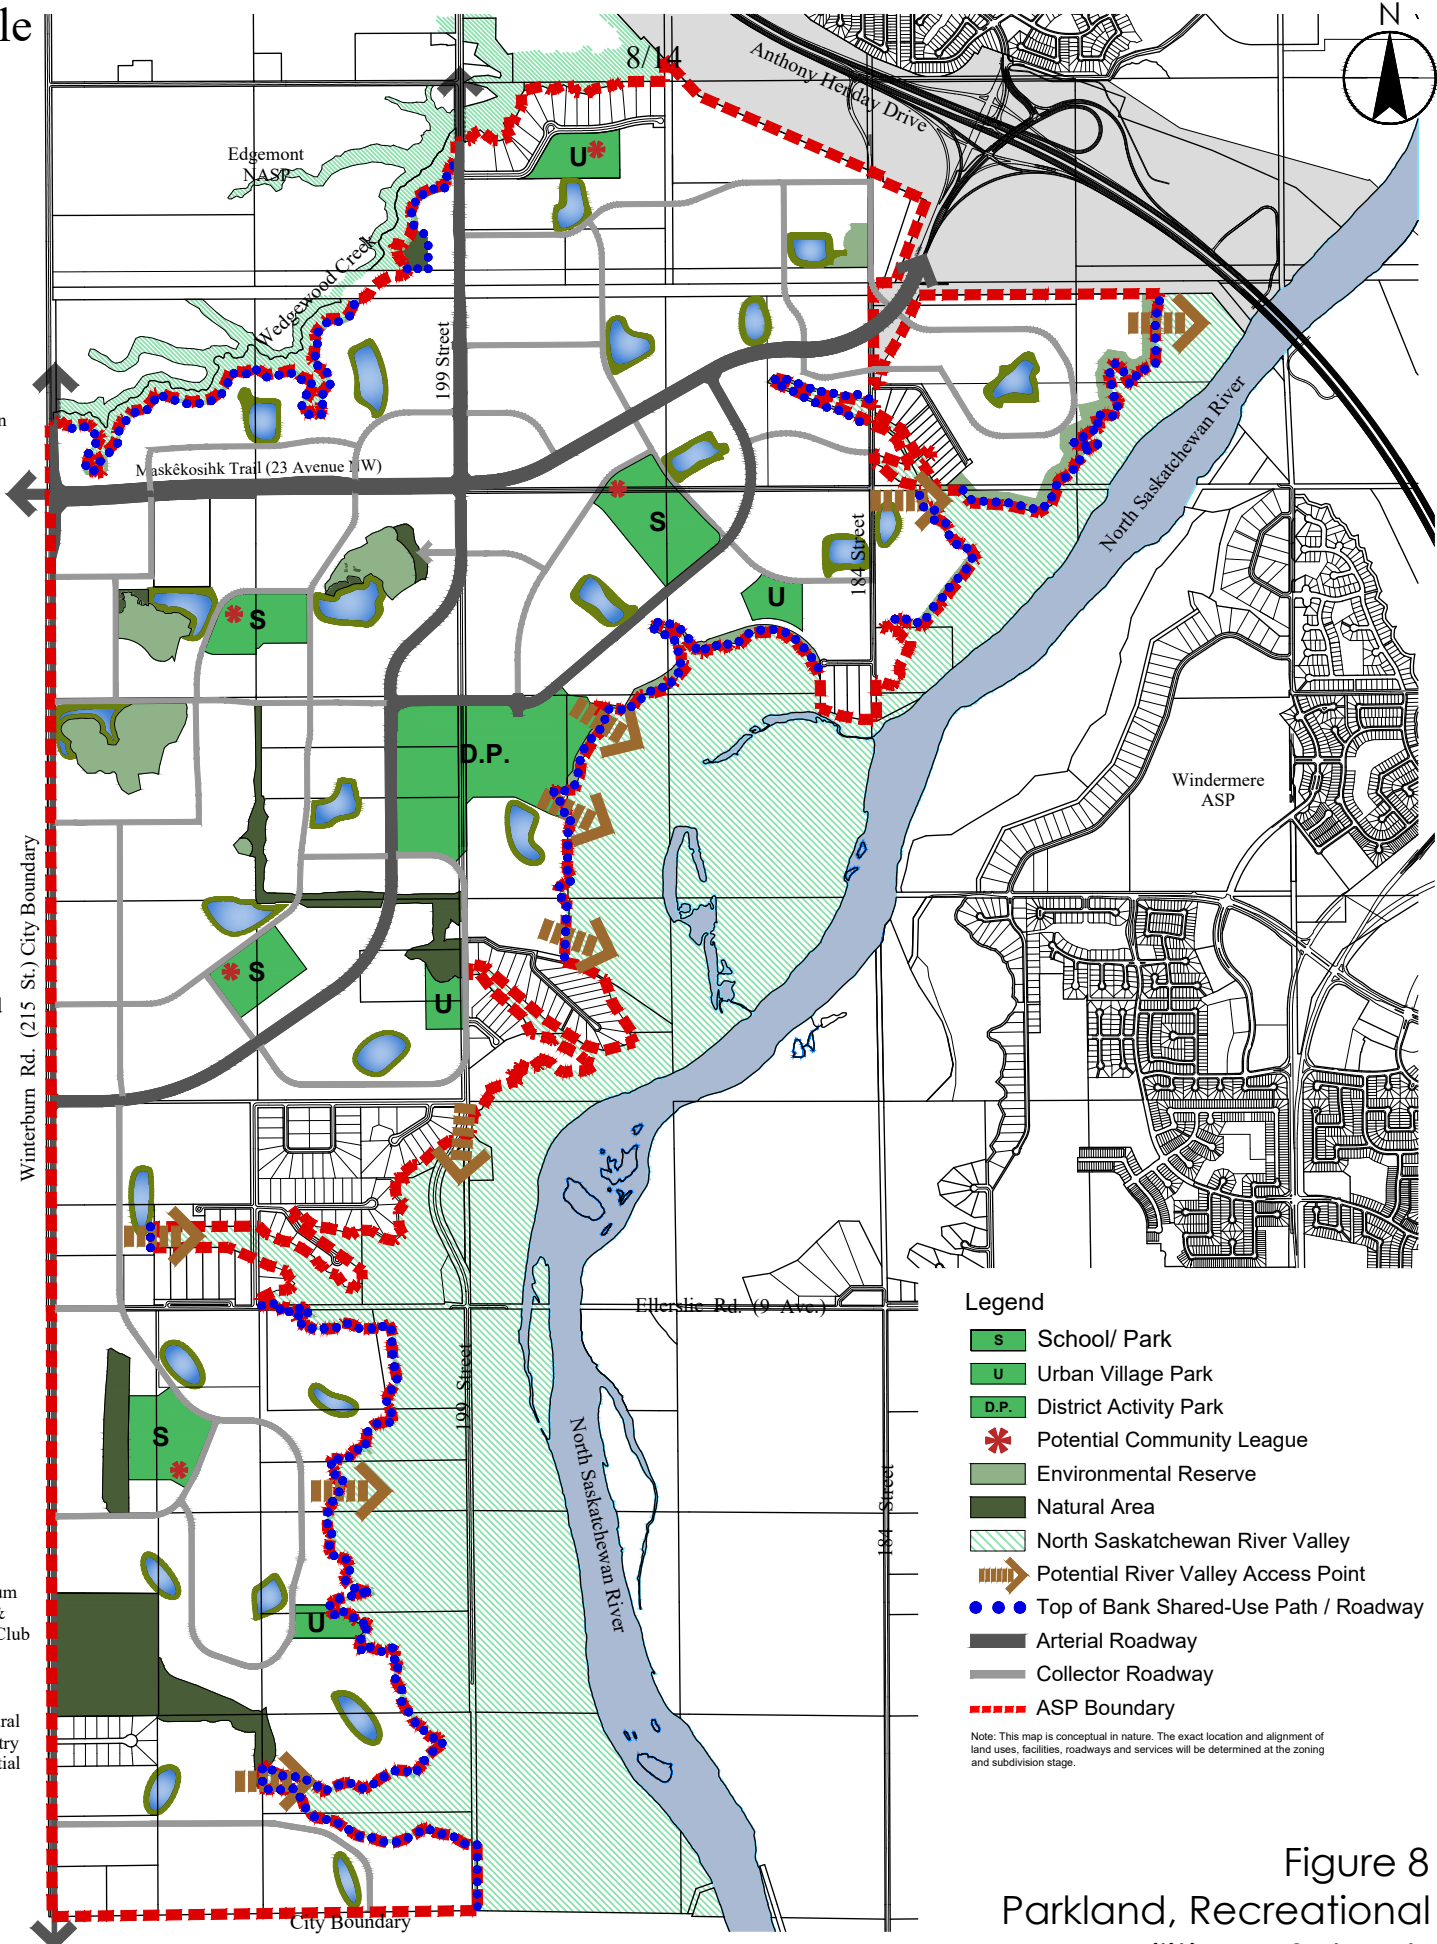 le
8/14
N
Anthony Henday Drive
Edgemont
NASP
U
Wedgewood Creek
199 Street
n
Maskêkosihk Trail (23 Avenue NW)
North Saskatchewan River
S
184 Street
U
S
D.P.
Windermere
ASP
Winterburn Rd. (215 St.) City Boundary
S
U
d
Ellerslie Rd. (9 Ave.)
199 Street
S
North Saskatchewan River
184 Street
U
um
&
Club
ral
try
tial
City Boundary
Legend
S School/ Park
U Urban Village Park
D.P. District Activity Park
Potential Community League
Environmental Reserve
Natural Area
North Saskatchewan River Valley
Potential River Valley Access Point
Top of Bank Shared-Use Path / Roadway
Arterial Roadway
Collector Roadway
ASP Boundary
Note: This map is conceptual in nature. The exact location and alignment of
land uses, facilities, roadways and services will be determined at the zoning
and subdivision stage.
Figure 8
Parkland, Recreational